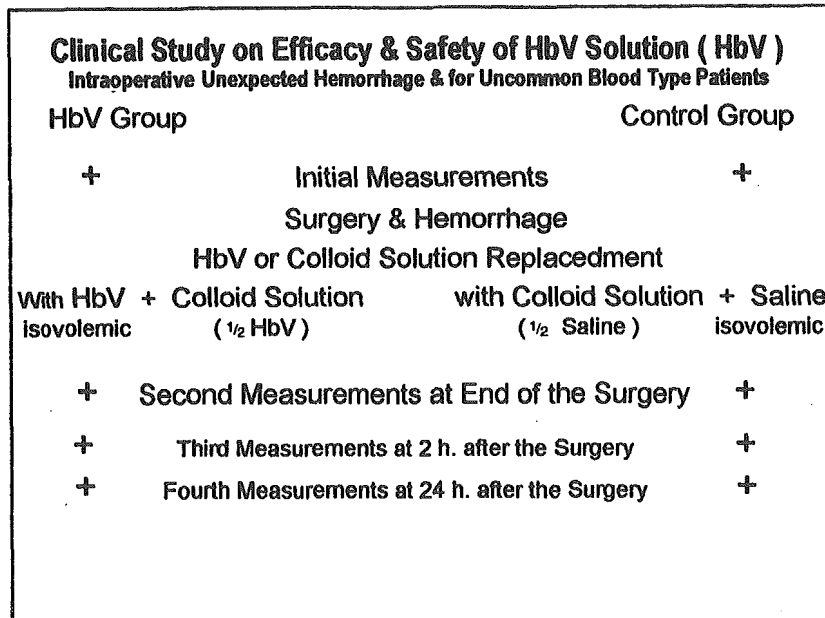 Clinical Study on Efficacy & Safety of HbV Solution ( HbV )
Intraoperative Unexpected Hemorrhage & for Uncommon Blood Type Patients
HbV Group Control Group
+ Initial Measurements +
Surgery & Hemorrhage
HbV or Colloid Solution Replacedment
With HbV + Colloid Solution with Colloid Solution + Saline
isovolemic ( 1/2 HbV ) ( 1/2 Saline ) isovolemic
+ Second Measurements at End of the Surgery +
+ Third Measurements at 2 h. after the Surgery +
+ Fourth Measurements at 24 h. after the Surgery +